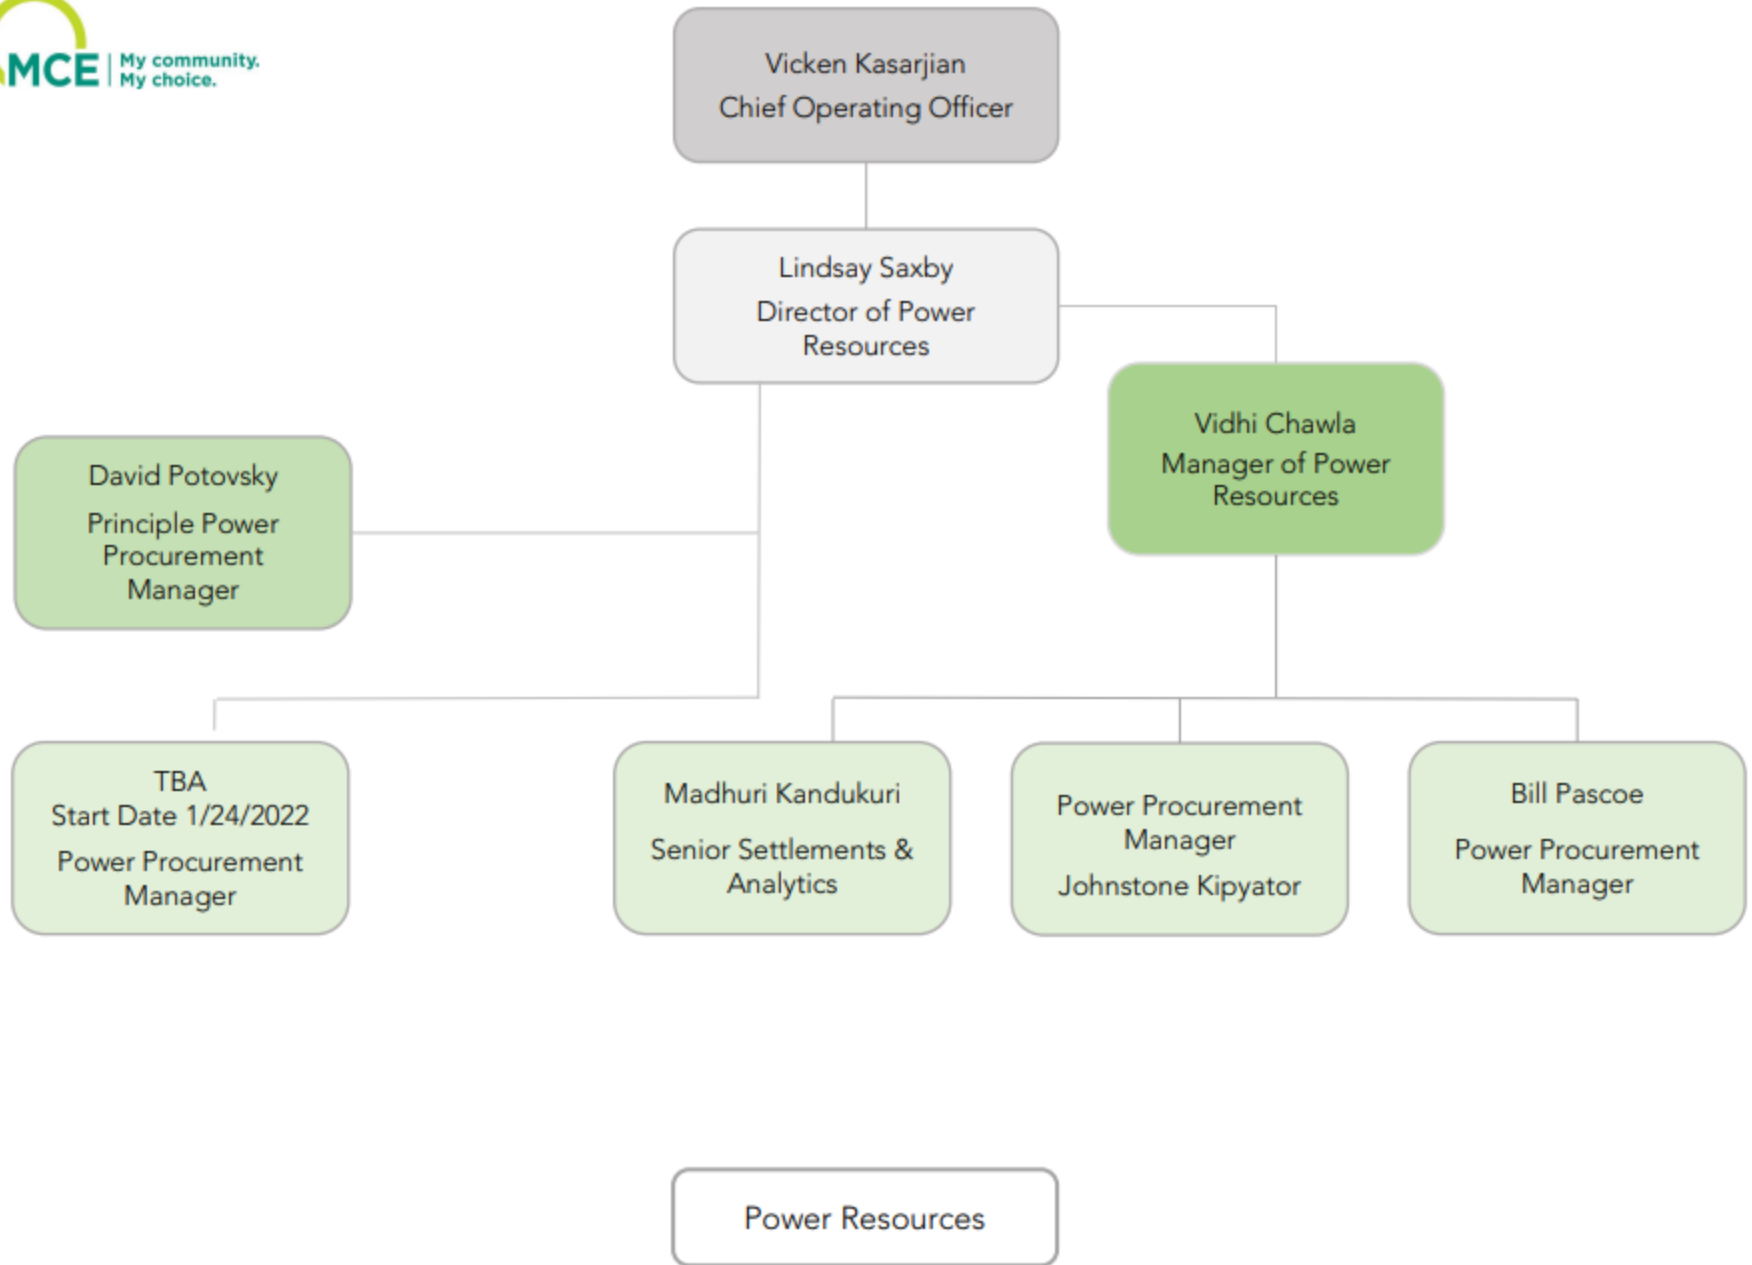 MCE
My community.
My choice.
Vicken Kasarjian
Chief Operating Officer
Lindsay Saxby
Director of Power
Resources
Vidhi Chawla
Manager of Power
Resources
David Potovsky
Principle Power
Procurement
Manager
TBA
Start Date 1/24/2022
Power Procurement
Manager
Madhuri Kandukuri
Senior Settlements &
Analytics
Power Procurement
Manager
Johnstone Kipyator
Bill Pascoe
Power Procurement
Manager
Power Resources